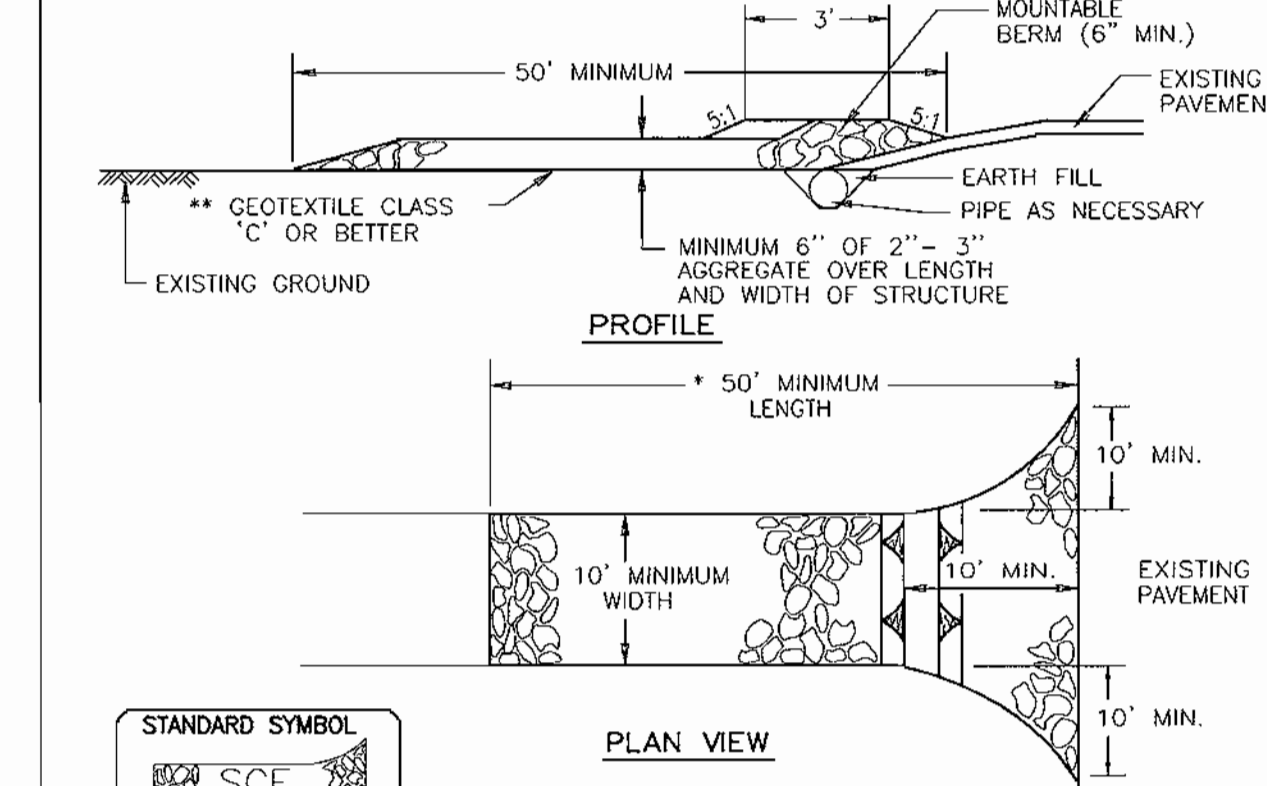 3'
MOUNTABLE
BERM (6" MIN.)
50' MINIMUM
EXISTING
PAVEMEN
5:1
5:1
** GEOTEXTILE CLASS
'C' OR BETTER
EARTH FILL
PIPE AS NECESSARY
EXISTING GROUND
MINIMUM 6" OF 2"- 3"
AGGREGATE OVER LENGTH
AND WIDTH OF STRUCTURE
PROFILE
* 50' MINIMUM
LENGTH
10' MIN.
10' MINIMUM
WIDTH
10' MIN.
EXISTING
PAVEMENT
10' MIN.
STANDARD SYMBOL
SCE
PLAN VIEW